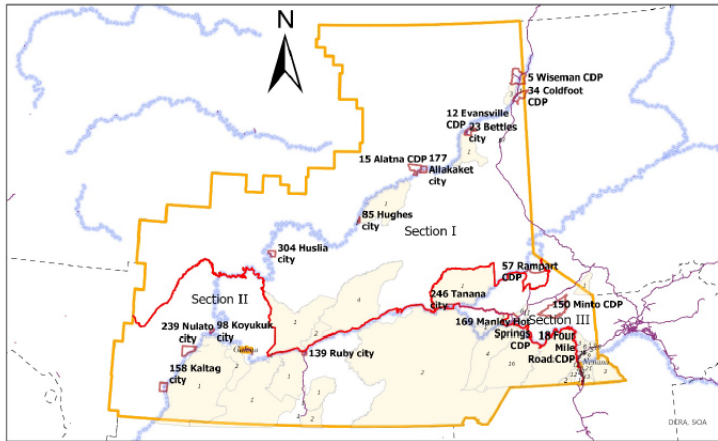 N
5 Wiseman CDP
34 Coldfoot
CDP
12 Evansville
CDP
23 Bettles
city
15 Alatna CDP
177
Allakaket
city
85 Hughes
city
Section I
304 Huslia
city
57 Rampart
CDP
Section II
246 Tanana
city
150 Minto CDP
239 Nulato
city
98 Koyukuk
city
169 Manley Hot
Springs
CDP
Section III
18 Four
Mile
Road CDP
Galena
139 Ruby city
Nenana
158 Kaltag
city